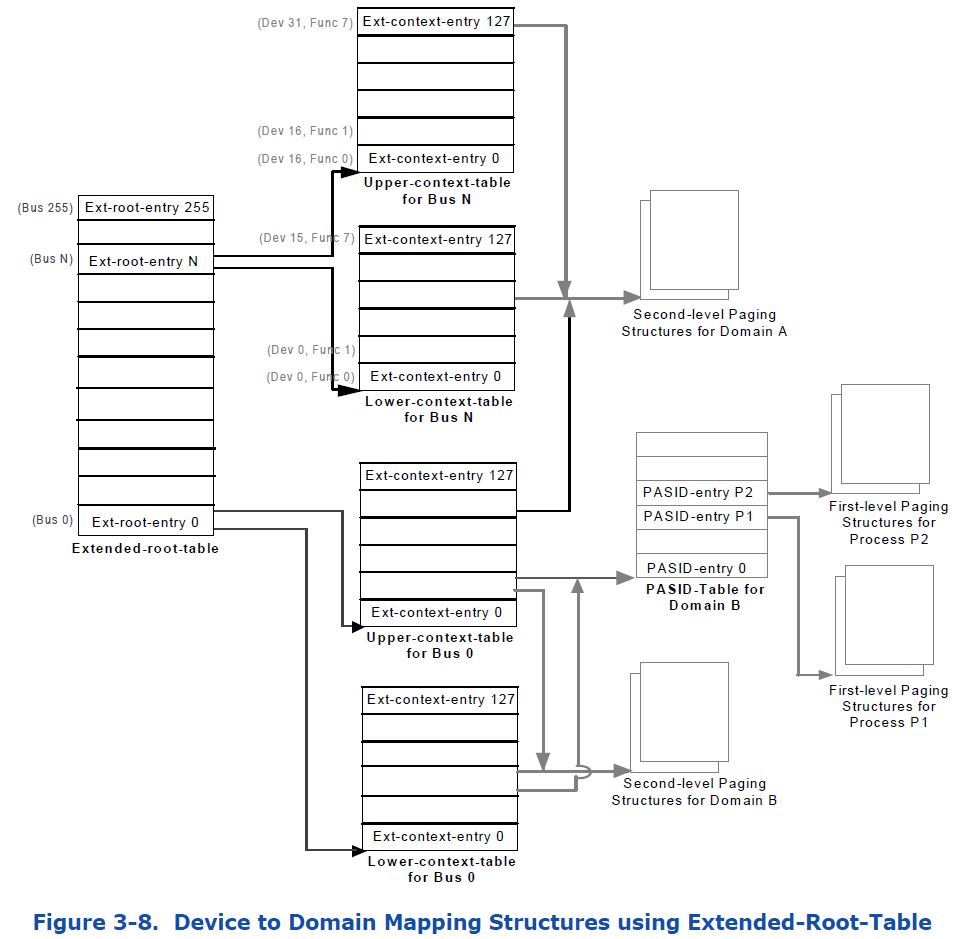 (Dev 31, Func 7)
Ext-context-entry 127
(Dev 16, Func 1)
(Dev 16, Func 0)
Ext-context-entry 0
Upper-context-table
for Bus N
(Bus 255)
Ext-root-entry 255
(Bus N)
Ext-root-entry N
(Bus 0)
Ext-root-entry 0
Extended-root-table
(Dev 15, Func 7)
Ext-context-entry 127
(Dev 0, Func 1)
(Dev 0, Func 0)
Ext-context-entry 0
Lower-context-table
for Bus N
Second-level Paging
Structures for Domain A
Ext-context-entry 127
Ext-context-entry 0
Upper-context-table
for Bus 0
PASID-entry P2
PASID-entry P1
PASID-entry 0
PASID-Table for
Domain B
First-level Paging
Structures for
Process P2
First-level Paging
Structures for
Process P1
Ext-context-entry 127
Ext-context-entry 0
Lower-context-table
for Bus 0
Second-level Paging
Structures for Domain B
Figure 3-8. Device to Domain Mapping Structures using Extended-Root-Table